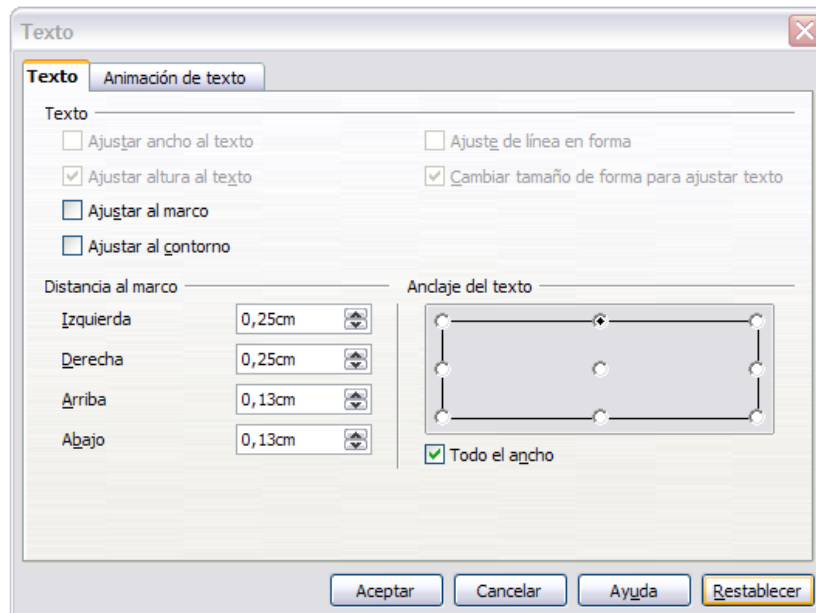 Texto
Texto
Animación de texto
Texto
Ajustar ancho al texto
Ajuste de línea en forma
Ajustar altura al texto
Cambiar tamaño de forma para ajustar texto
Ajustar al marco
Ajustar al contorno
Distancia al marco
Anclaje del texto
Izquierda
0,25cm
Derecha
0,25cm
Arriba
0,13cm
Abajo
0,13cm
Todo el ancho
Aceptar
Cancelar
Ayuda
Restablecer